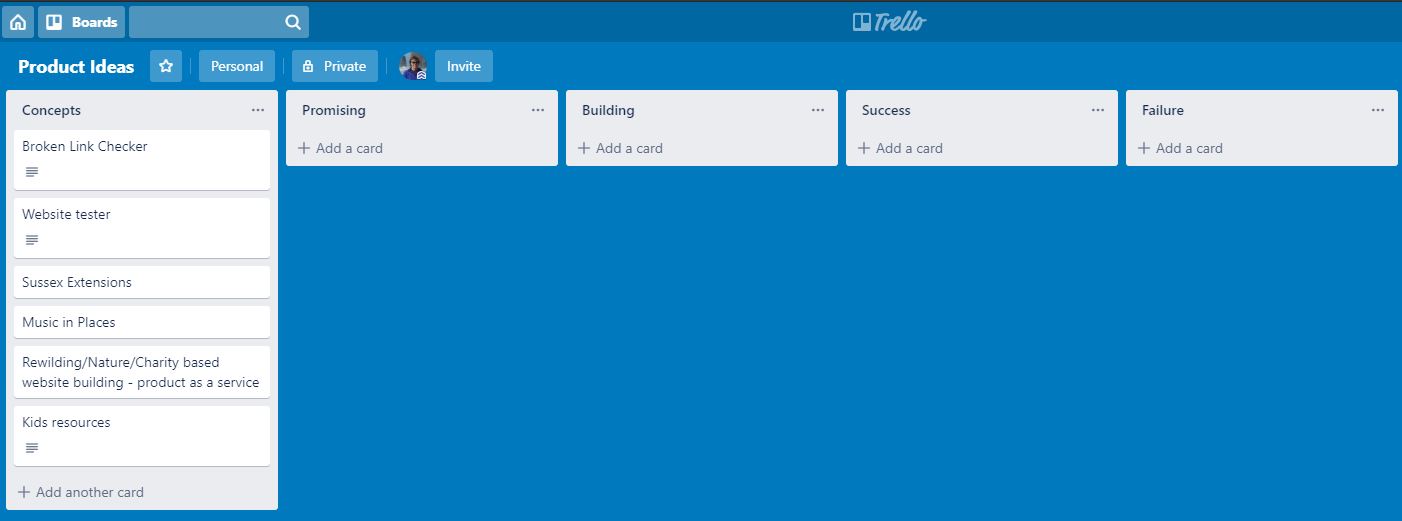 Boards
Trello
Product Ideas
Personal
Private
Invite
Concepts
Broken Link Checker
Website tester
Sussex Extensions
Music in Places
Rewilding/Nature/Charity based
website building - product as a service
Kids resources
+ Add another card
Promising
+ Add a card
Building
+ Add a card
Success
+ Add a card
Failure
+ Add a card